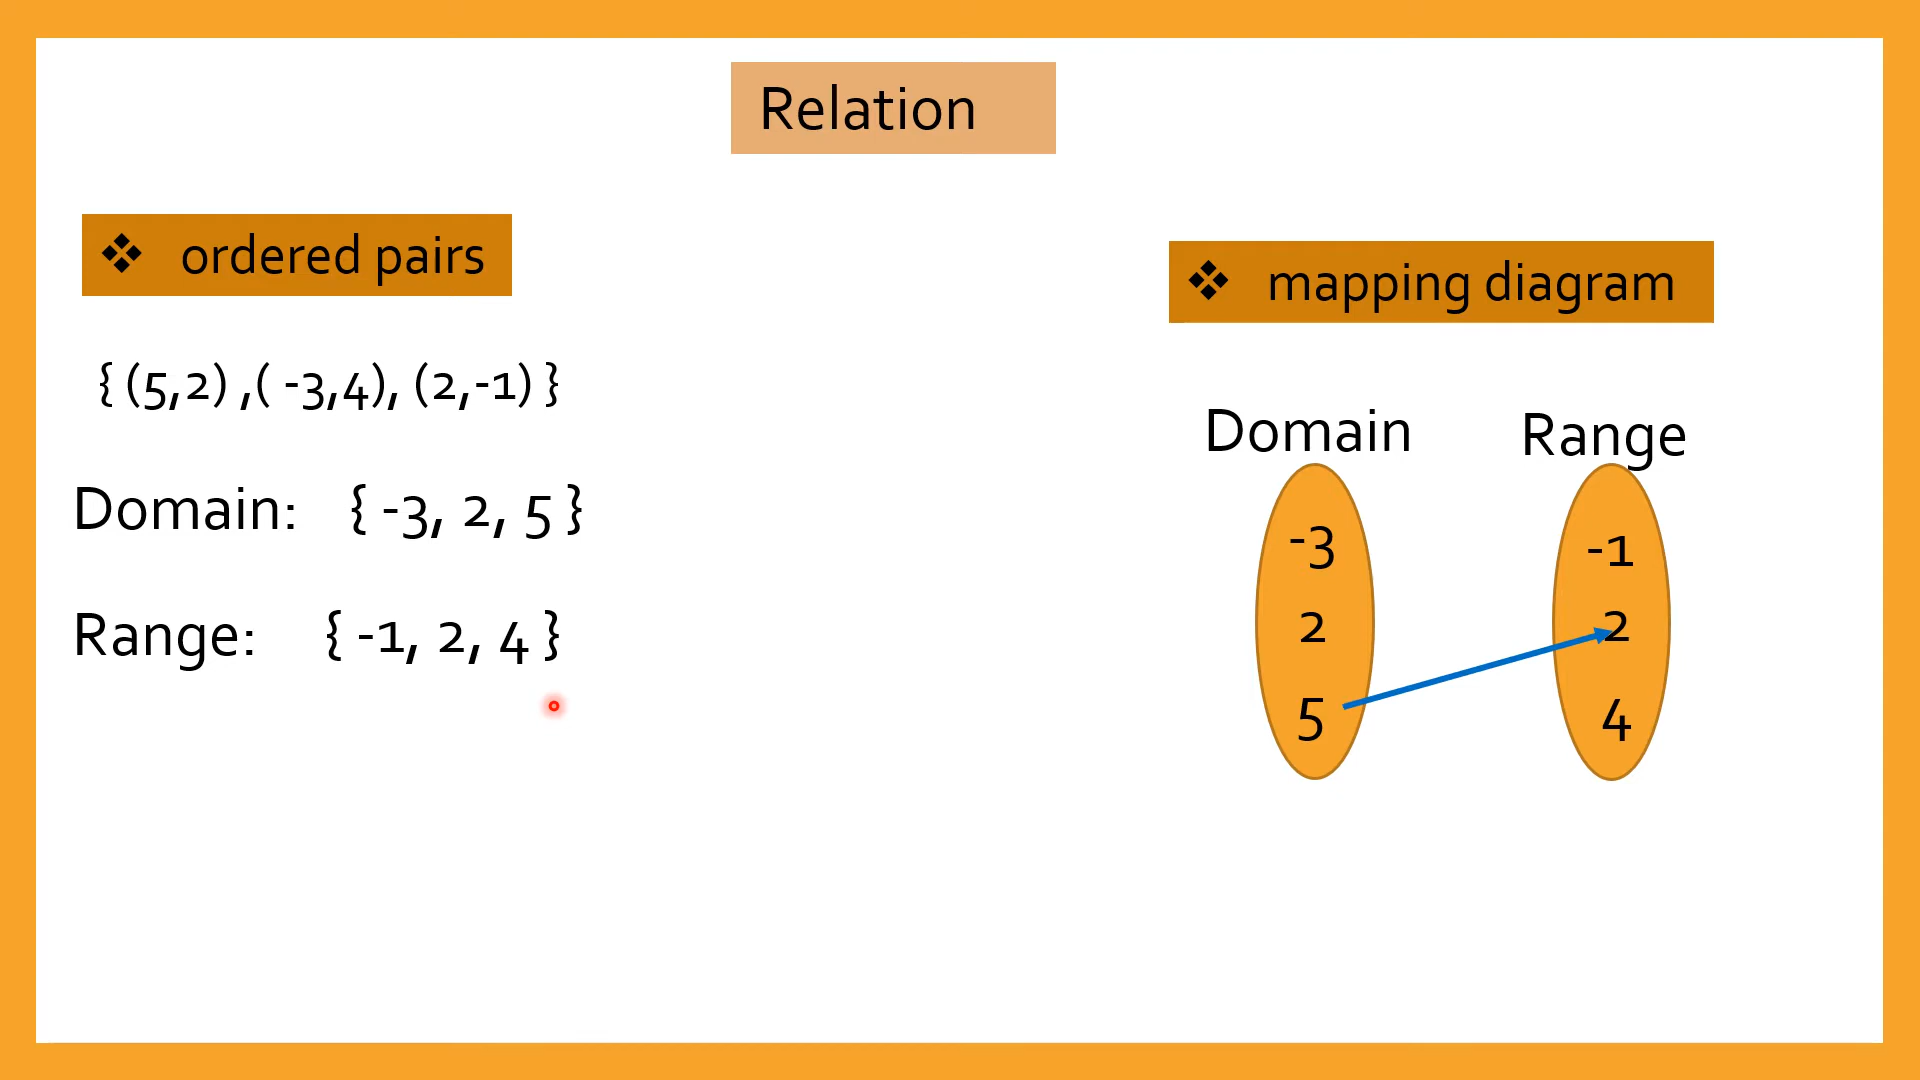 Relation
❖ ordered pairs
{ (5,2) ,( -3,4), (2,-1) }
Domain: { -3, 2, 5 }
Range: { -1, 2, 4 }
❖ mapping diagram
Domain Range
-3 -1
2 2
5 4